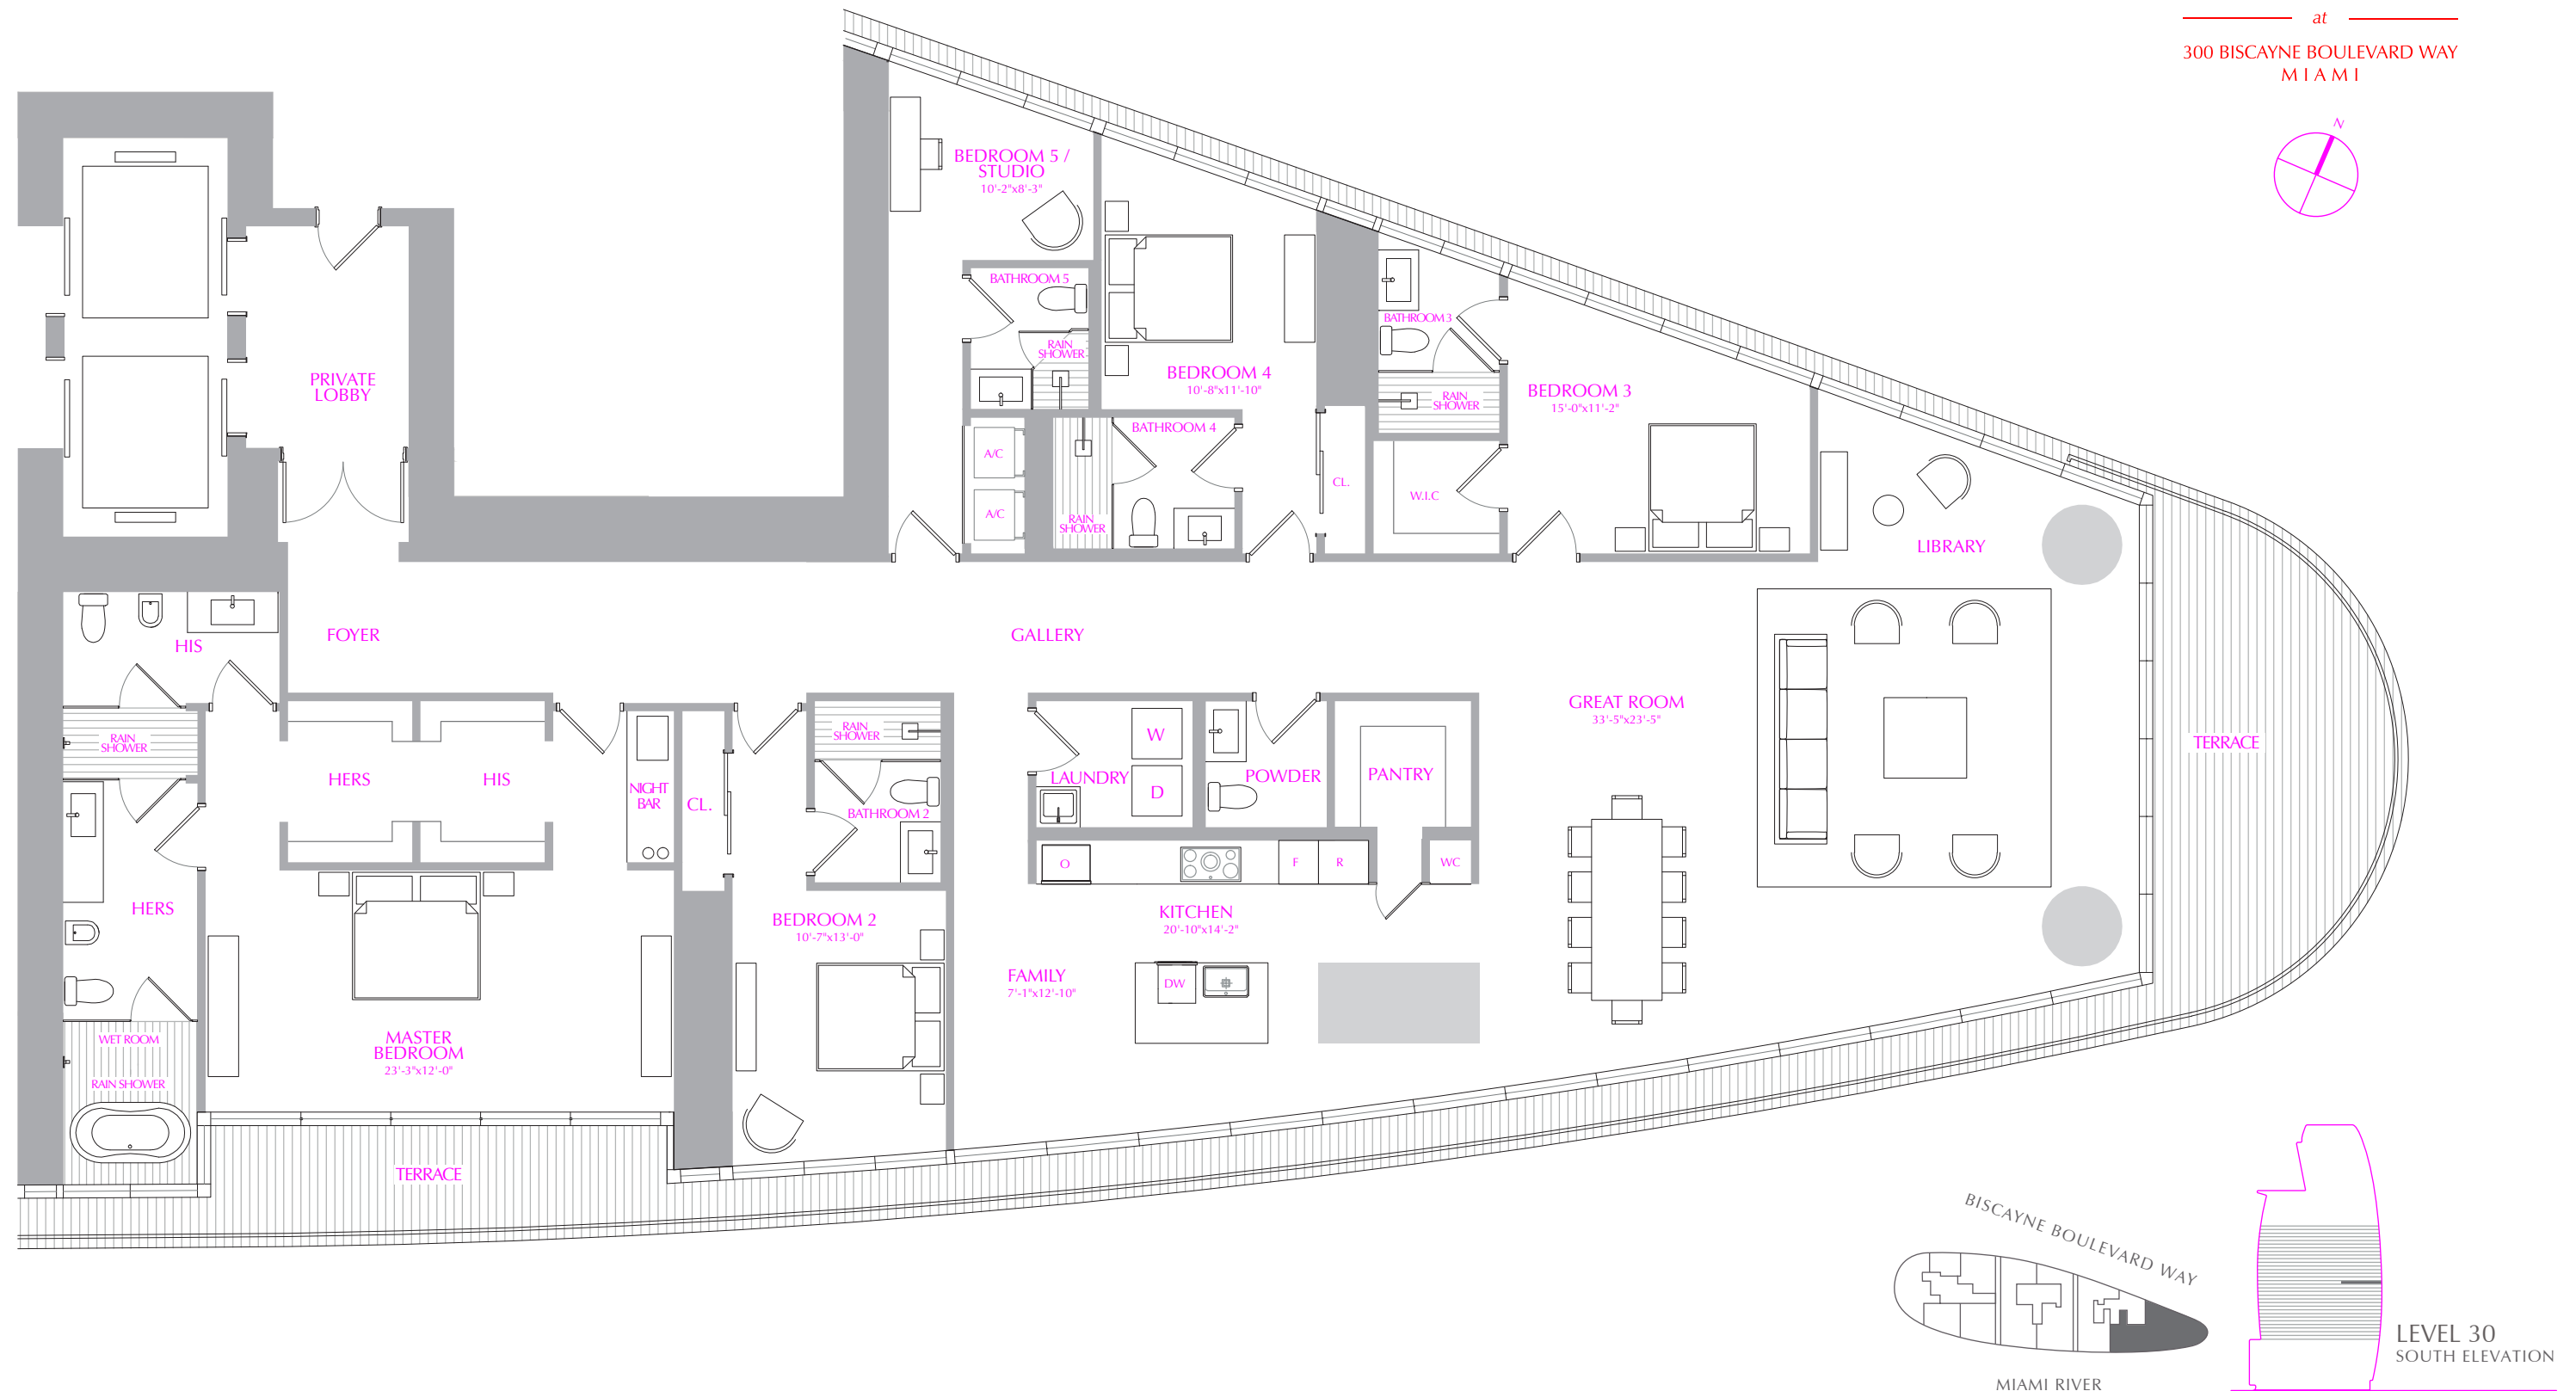 at
300 BISCAYNE BOULEVARD WAY
MIAMI
N
BEDROOM 5 /
STUDIO
10'-2"x8'-3"
BATHROOM 5
RAIN
SHOWER
BEDROOM 4
10'-8"x11'-10"
BATHROOM 3
RAIN
SHOWER
BEDROOM 3
15'-0"x11'-2"
PRIVATE
LOBBY
A/C
A/C
BATHROOM 4
RAIN
SHOWER
CL.
W.I.C
LIBRARY
HIS
FOYER
GALLERY
GREAT ROOM
33'-5"x23'-5"
TERRACE
RAIN
SHOWER
HERS
HIS
NIGHT
BAR
CL.
RAIN
SHOWER
BATHROOM 2
LAUNDRY
W
D
POWDER
PANTRY
O
F
R
WC
HERS
BEDROOM 2
10'-7"x13'-0"
KITCHEN
20'-10"x14'-2"
FAMILY
7'-1"x12'-10"
DW
WET ROOM
RAIN SHOWER
MASTER
BEDROOM
23'-3"x12'-0"
TERRACE
BISCAYNE BOULEVARD WAY
MIAMI RIVER
LEVEL 30
SOUTH ELEVATION